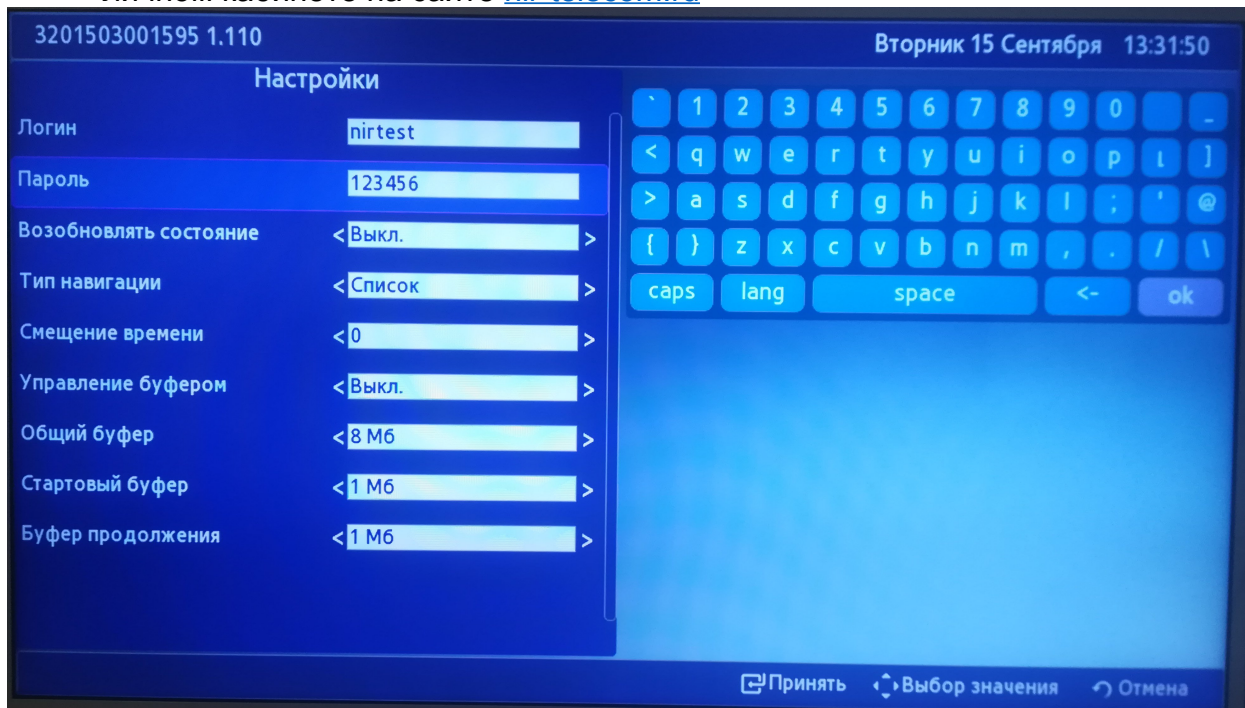 на сайте
3201503001595 1.110
Вторник 15 Сентября 13:31:50
Настройки
Логин nirtest
Пароль 123456
Возобновлять состояние < Выкл. >
Тип навигации < Список >
Смещение времени < 0 >
Управление буфером < Выкл. >
Общий буфер < 8 Мб >
Стартовый буфер < 1 Мб >
Буфер продолжения < 1 Мб >
` 1 2 3 4 5 6 7 8 9 0 _
< q w e r t y u i o p [ ]
> a s d f g h j k l ; ' @
{ } z x c v b n m , . / \
caps lang space <- ok
Принять Выбор значения Отмена